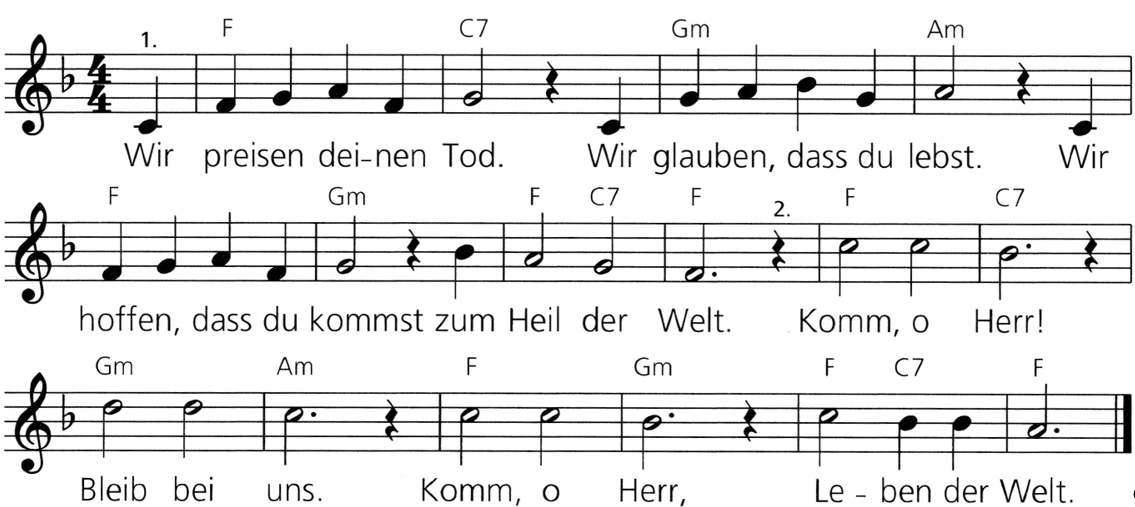 1. F C7 Gm Am
4 4
Wir preisen dei-nen Tod. Wir glauben, dass du lebst. Wir
F Gm F C7 F 2. F C7
hoffen, dass du kommst zum Heil der Welt. Komm, o Herr!
Gm Am F Gm F C7 F
Bleib bei uns. Komm, o Herr, Le - ben der Welt.